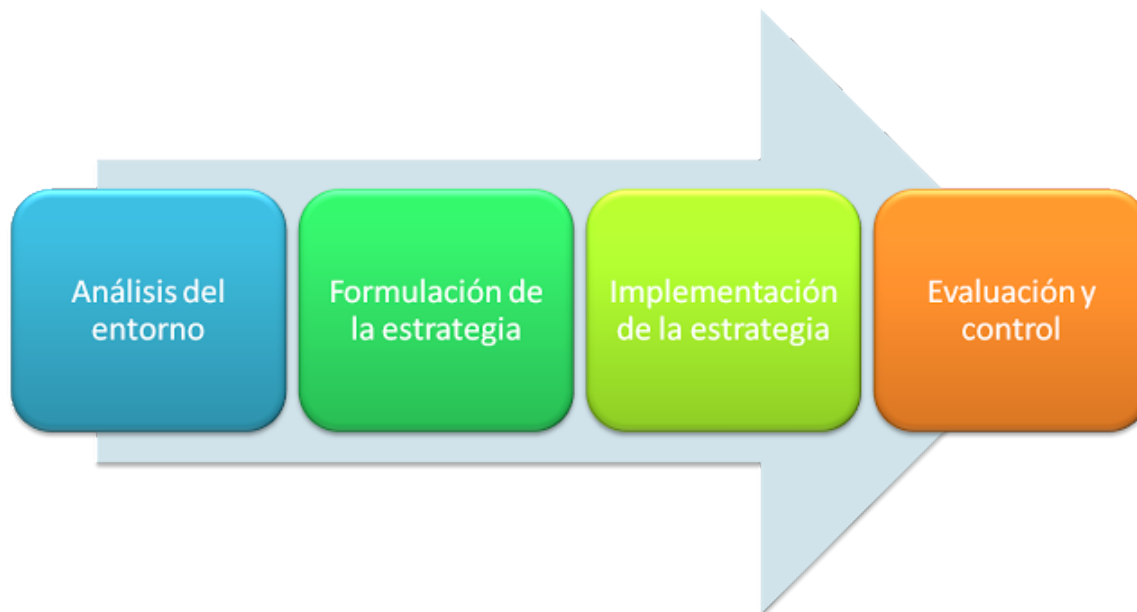 Análisis del
entorno
Formulación de
la estrategia
Implementación
de la estrategia
Evaluación y
control